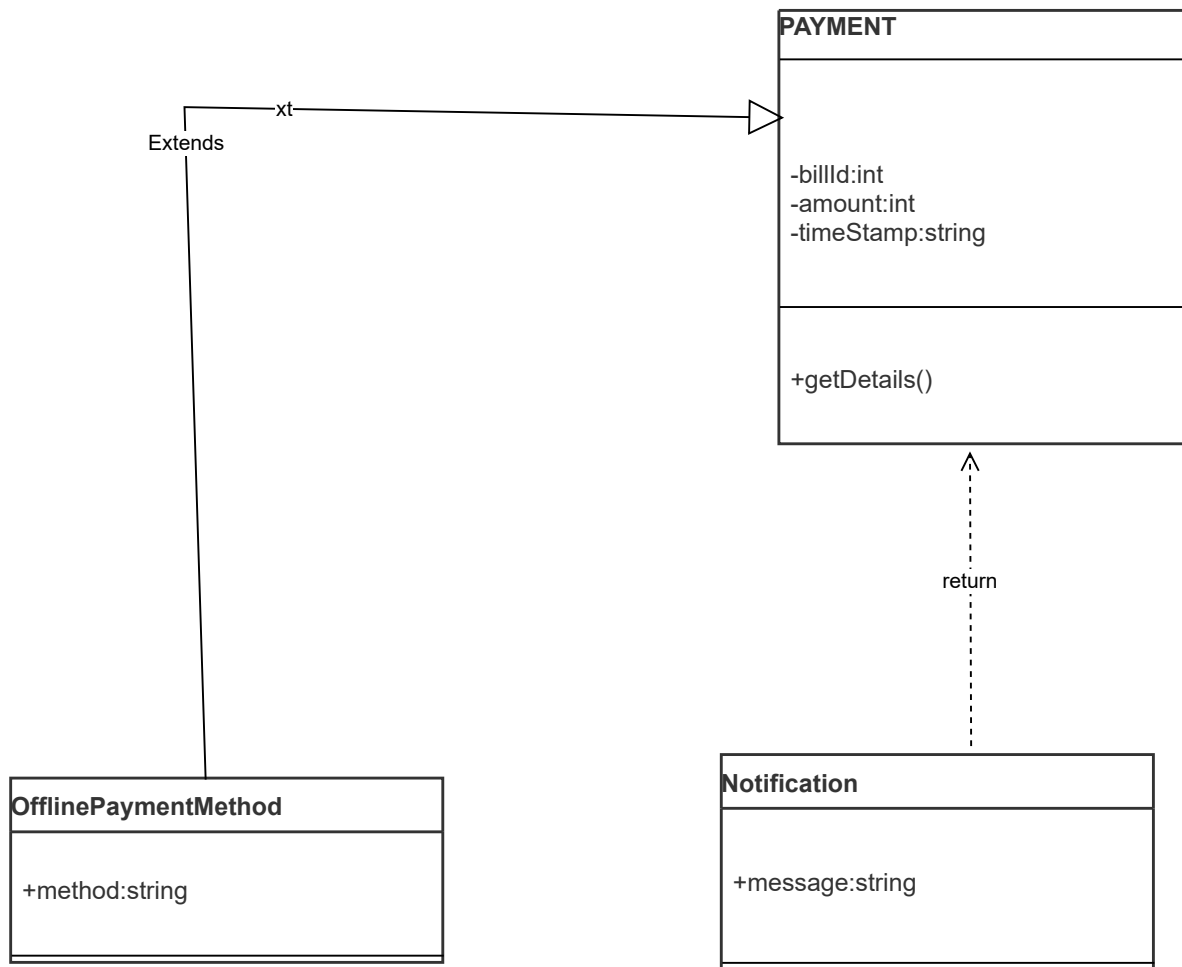 PAYMENT
xt
Extends
-billId:int
-amount:int
-timeStamp:string
+getDetails()
return
Notification
OfflinePaymentMethod
+message:string
+method:string